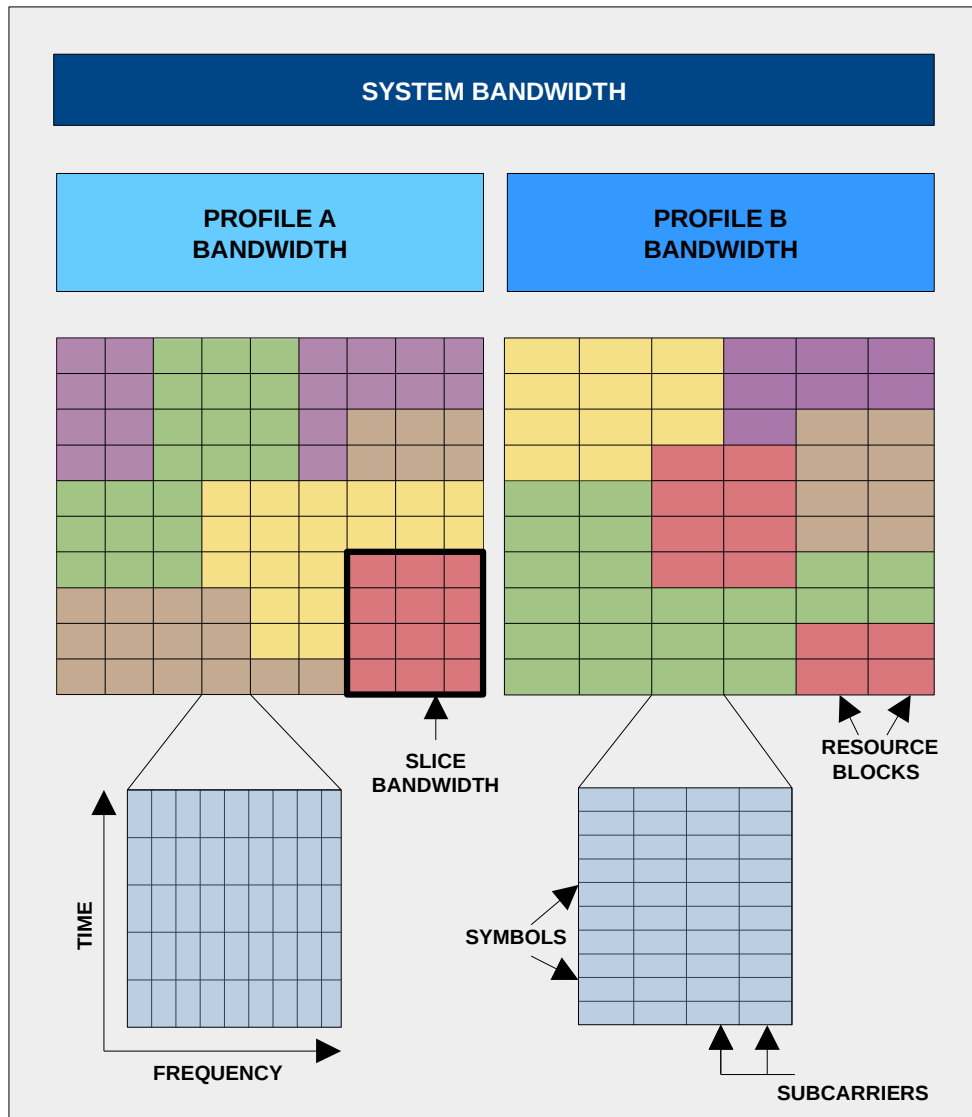 SYSTEM BANDWIDTH
PROFILE A
BANDWIDTH
PROFILE B
BANDWIDTH
SLICE
BANDWIDTH
RESOURCE
BLOCKS
TIME
FREQUENCY
SYMBOLS
SUBCARRIERS